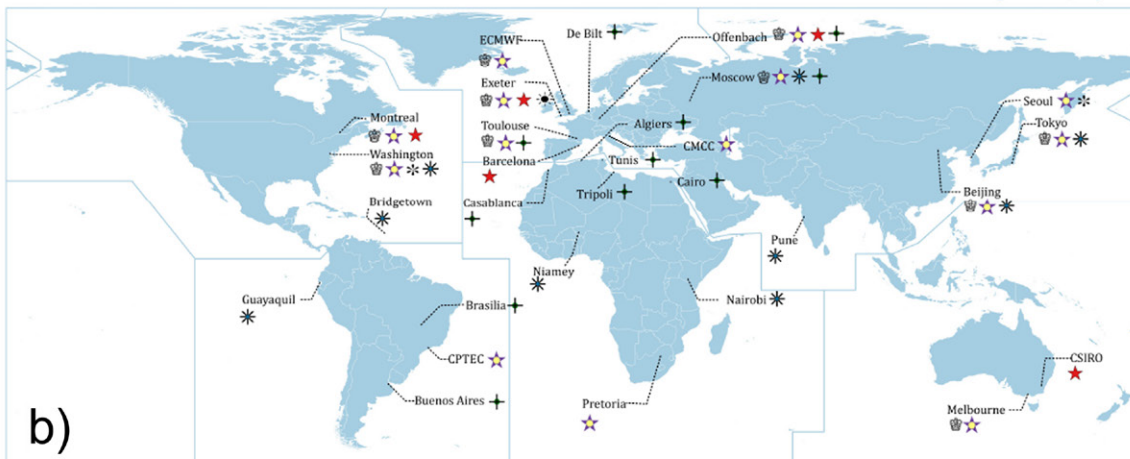 De Bilt
Offenbach
ECMWF
Moscow
Exeter
Seoul
Montreal
Tokyo
Toulouse
Algiers
CMCC
Washington
Barcelona
Tunis
Cairo
Tripoli
Beijing
Bridgetown
Casablanca
Pune
Niamey
Guayaquil
Brasilia
Nairobi
CPTEC
CSIRO
Buenos Aires
Pretoria
Melbourne
b)